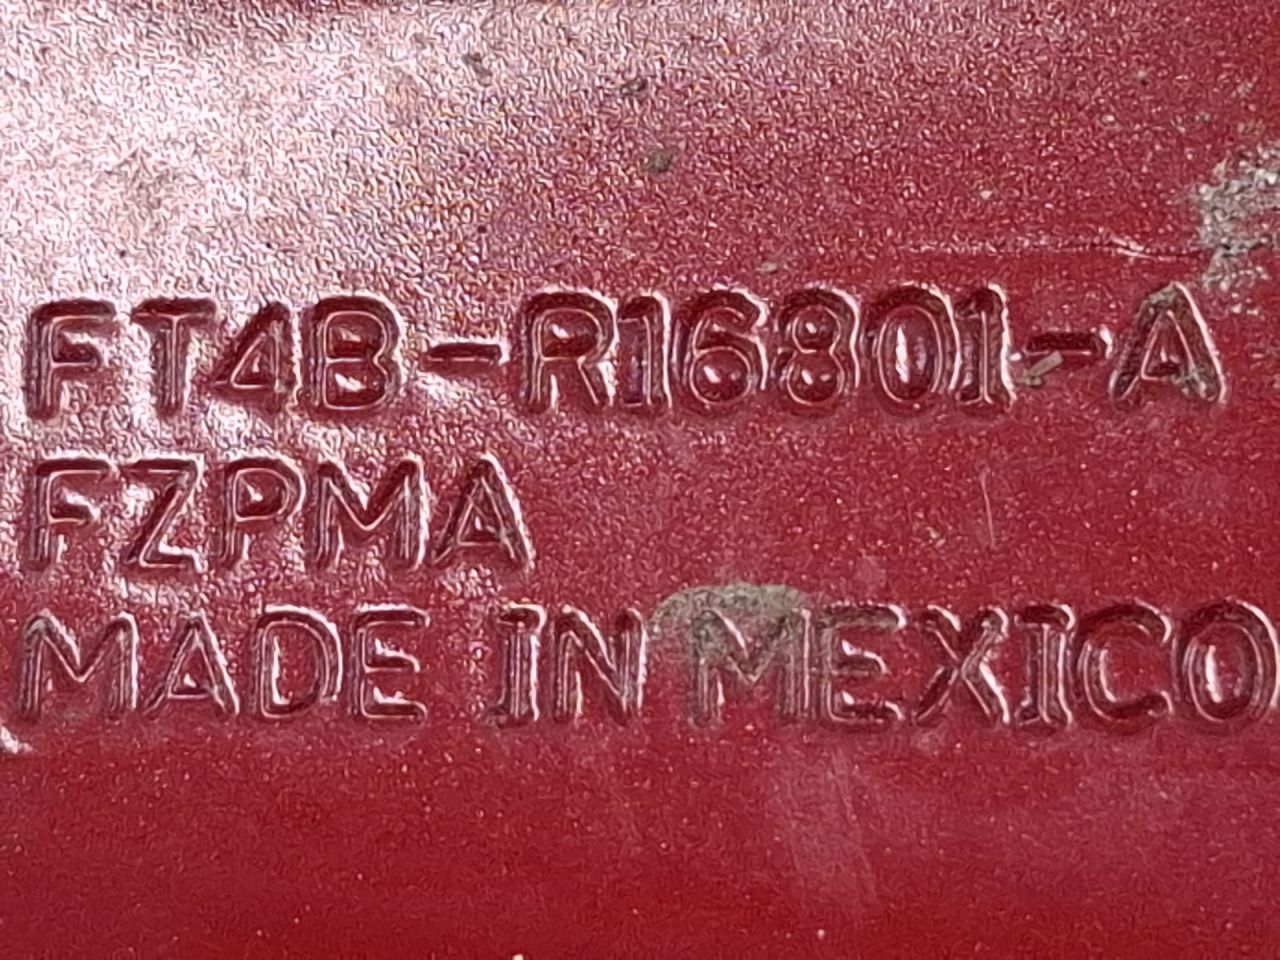 FT4B-R16801-A
FZPMA
MADE IN MEXICO